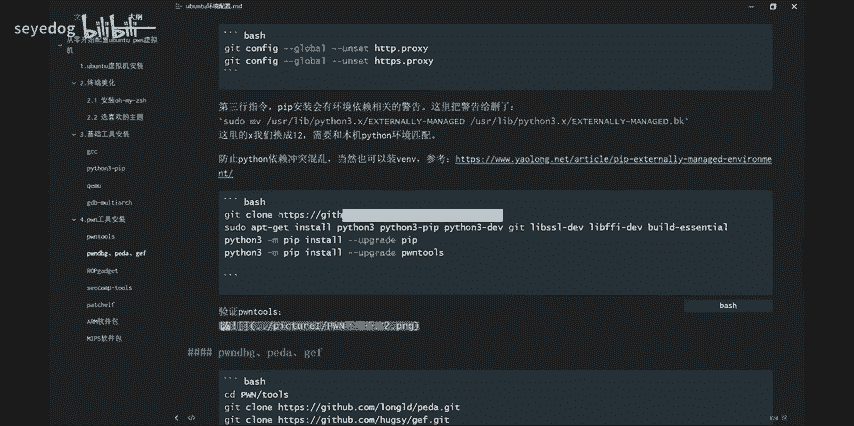 ubuntu环境配置.md
文
大纲
seyedog bilibili
从零开始配置ubuntu pwn虚拟机
1.ubuntu虚拟机安装
2.终端美化
2.1 安装oh-my-zsh
2.2 选喜欢的主题
3.基础工具安装
gcc
python3-pip
qemu
gdb-multiarch
4.pwn工具安装
pwntools
pwndbg、peda、gef
ROPgadget
seccomp-tools
patchelf
ARM软件包
MIPS软件包
``` bash
git config --global --unset http.proxy
git config --global --unset https.proxy
```
第三行指令，pip安装会有环境依赖相关的警告。这里把警告给删了：
`sudo mv /usr/lib/python3.x/EXTERNALLY-MANAGED /usr/lib/python3.x/EXTERNALLY-MANAGED.bk`
这里的x我们换成12，需要和本机python环境匹配。
防止python依赖冲突混乱，当然也可以装venv，参考：https://www.yaolong.net/article/pip-externally-managed-environme
nt/
``` bash
git clone https://gith
sudo apt-get install python3 python3-pip python3-dev git libssl-dev libffi-dev build-essential
python3 -m pip install --upgrade pip
python3 -m pip install --upgrade pwntools
```
bash
验证pwntools：
#### pwndbg、peda、gef
``` bash
cd PWN/tools
git clone https://github.com/longld/peda.git
git clone https://github.com/hugsy/gef.git